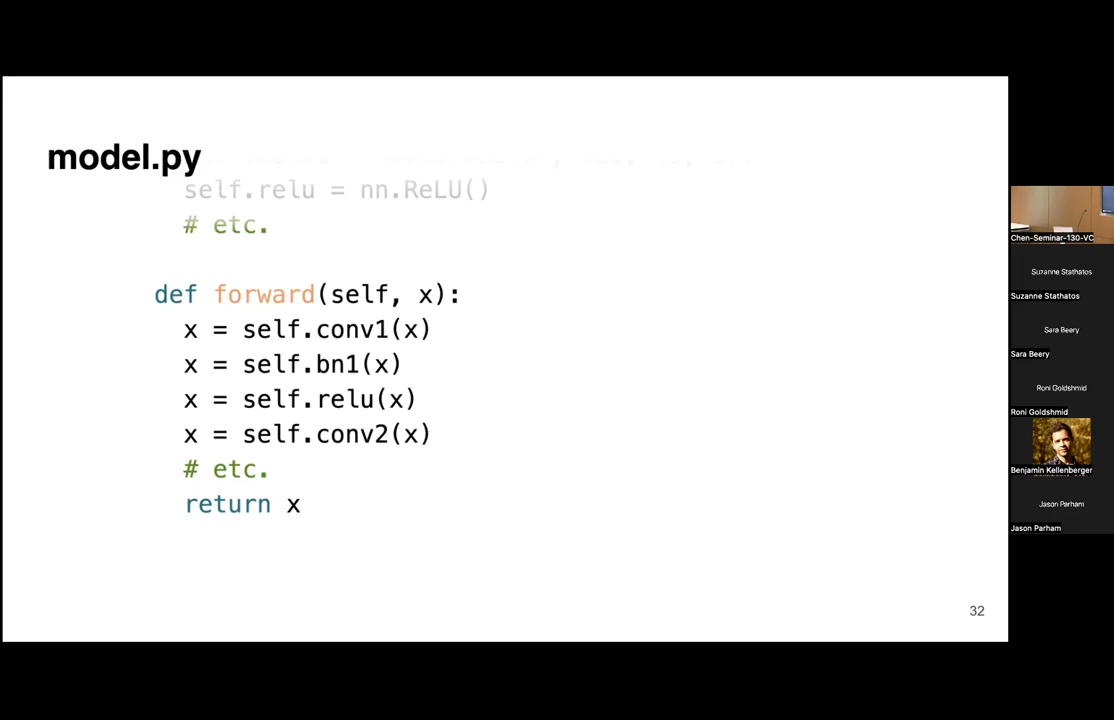 model.py
self.relu = nn.ReLU()
# etc.
def forward(self, x):
x = self.conv1(x)
x = self.bn1(x)
x = self.relu(x)
x = self.conv2(x)
# etc.
return x
32
Chen-Seminar-130-VC
Suzanne Stathatos
Suzanne Stathatos
Sara Beery
Sara Beery
Roni Goldshmid
Roni Goldshmid
Benjamin Kellenberger
Jason Parham
Jason Parham